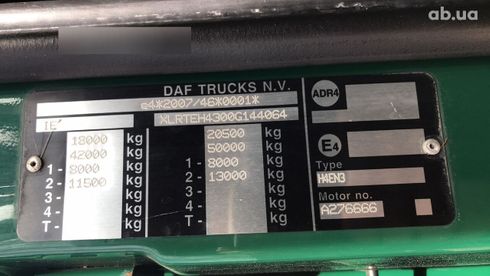 ab.ua
DAF TRUCKS N.V.
e4*2007/46*0001*
IE XLRTEH4300G144064
18000 kg 20500 kg
42000 kg 50000 kg
1- 8000 kg 1- 8000 kg
2- 11500 kg 2- 13000 kg
3- kg 3- kg
4- kg 4- kg
T- kg T- kg
ADR4
E4
Type
H4EN3
Motor no.
A276666